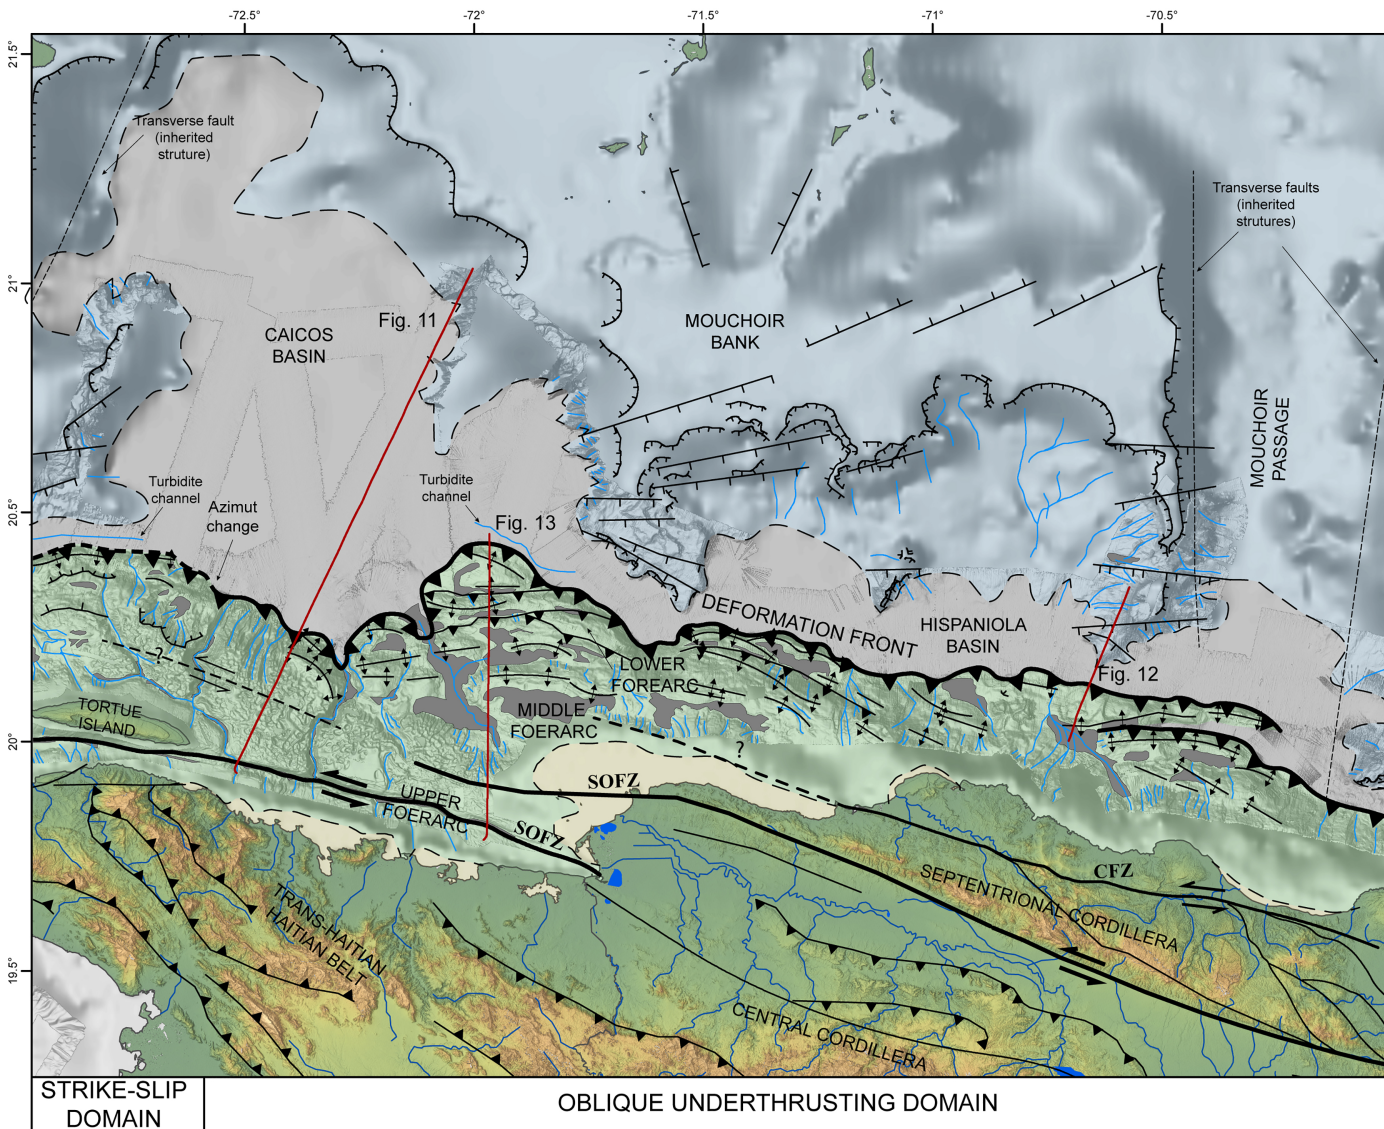 -72.5°
-72°
-71.5°
-71°
-70.5°
21.5°
21°
20.5°
20°
19.5°
Transverse fault
(inherited
struture)
Transverse faults
(inherited
strutures)
CAICOS
BASIN
Fig. 11
MOUCHOIR
BANK
MOUCHOIR
PASSAGE
Turbidite
channel
Azimut
change
Turbidite
channel
Fig. 13
DEFORMATION FRONT
HISPANIOLA
BASIN
Fig. 12
LOWER
FOREARC
MIDDLE
FOERARC
?
?
TORTUE
ISLAND
UPPER
FOERARC
SOFZ
SOFZ
CFZ
SEPTENTRIONAL CORDILLERA
TRANS-HAITIAN
HAITIAN BELT
CENTRAL CORDILLERA
STRIKE-SLIP
DOMAIN
OBLIQUE UNDERTHRUSTING DOMAIN